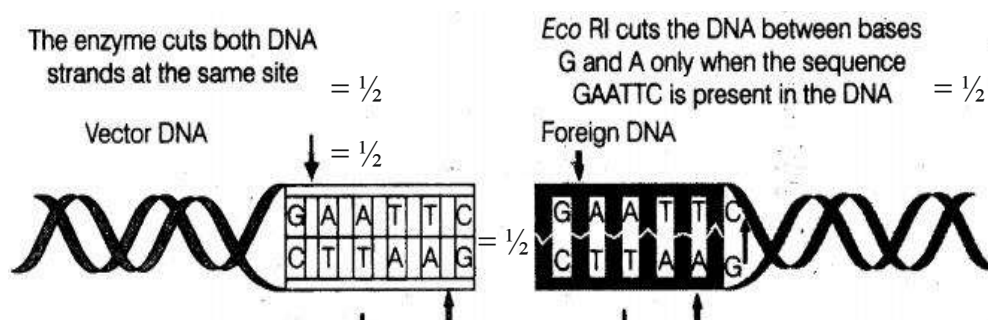 The enzyme cuts both DNA
strands at the same site
= ½
Eco RI cuts the DNA between bases
G and A only when the sequence
GAATTC is present in the DNA
= ½
Vector DNA
= ½
Foreign DNA
G A A T T C
C T T A A G
= ½
G A A T T C
C T T A A G